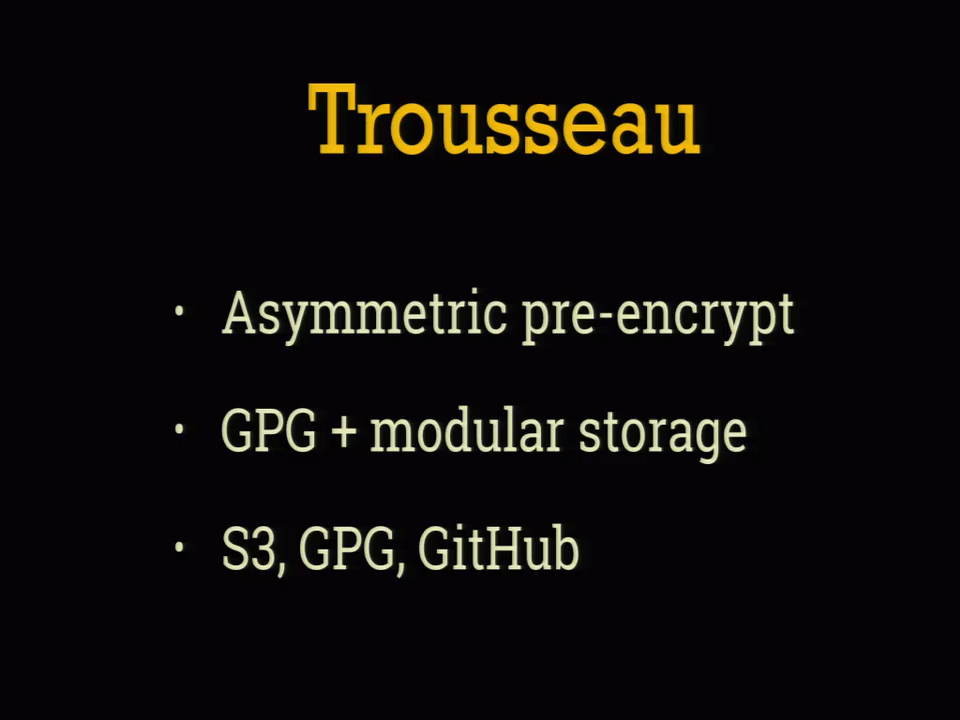 Trousseau
· Asymmetric pre-encrypt
· GPG + modular storage
· S3, GPG, GitHub